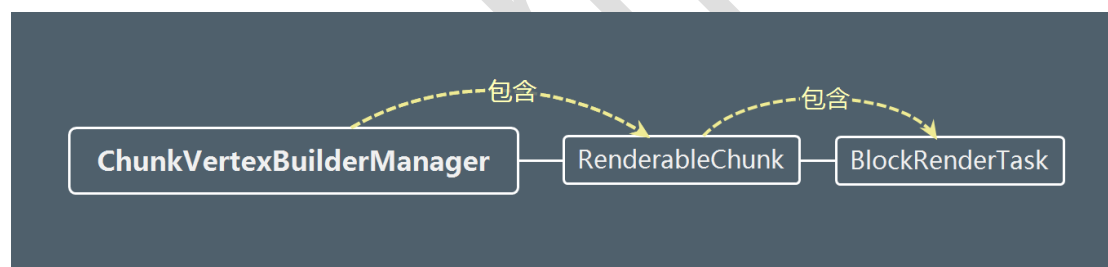 包含
包含
ChunkVertexBuilderManager
RenderableChunk
BlockRenderTask